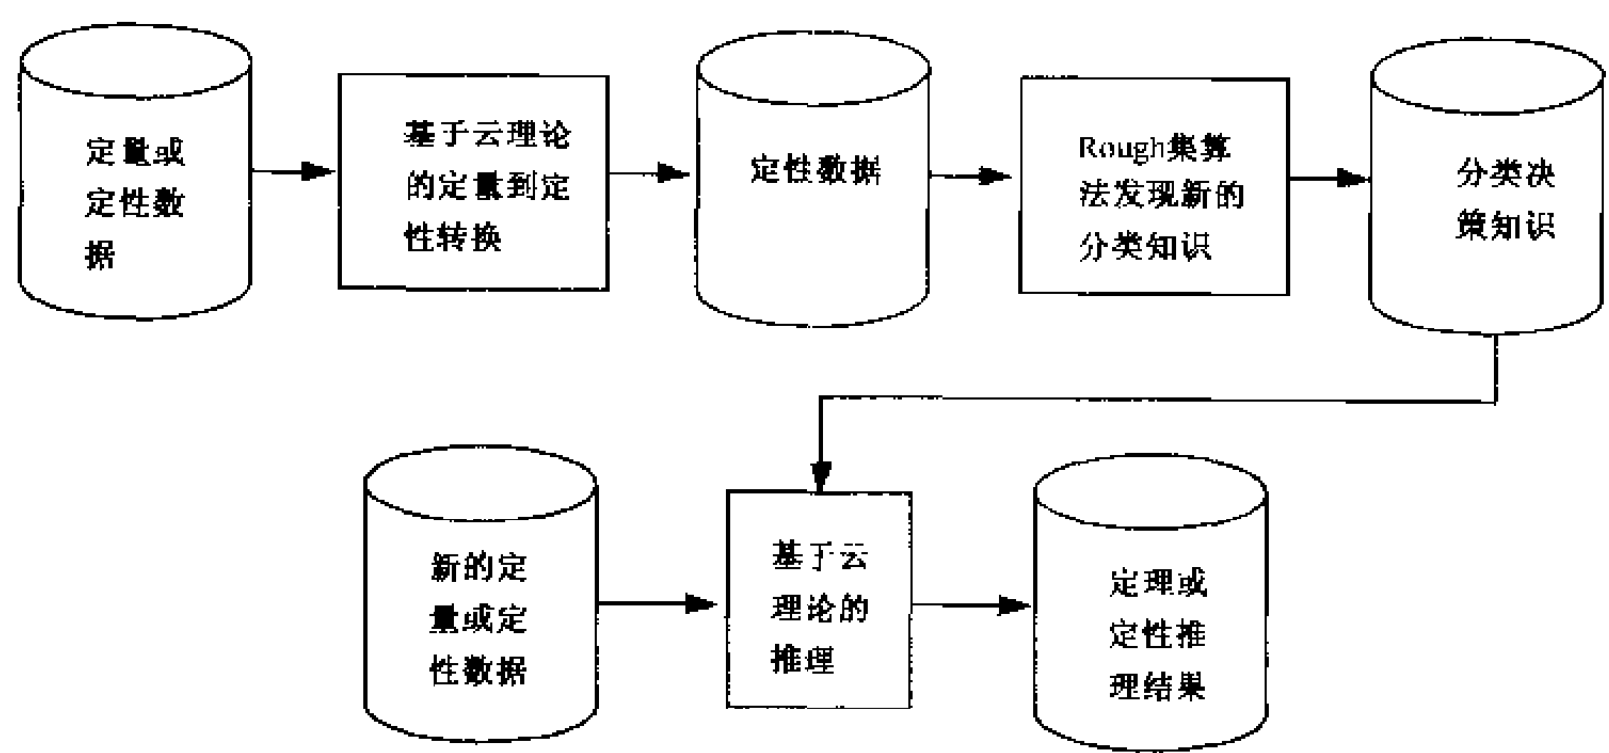 定量或
定性数
据
基于云理论
的定量到定
性转换
定性数据
Rough集算
法发现新的
分类知识
分类决
策知识
新的定
量或定
性数据
基于云
理论的
推理
定理或
定性推
理结果